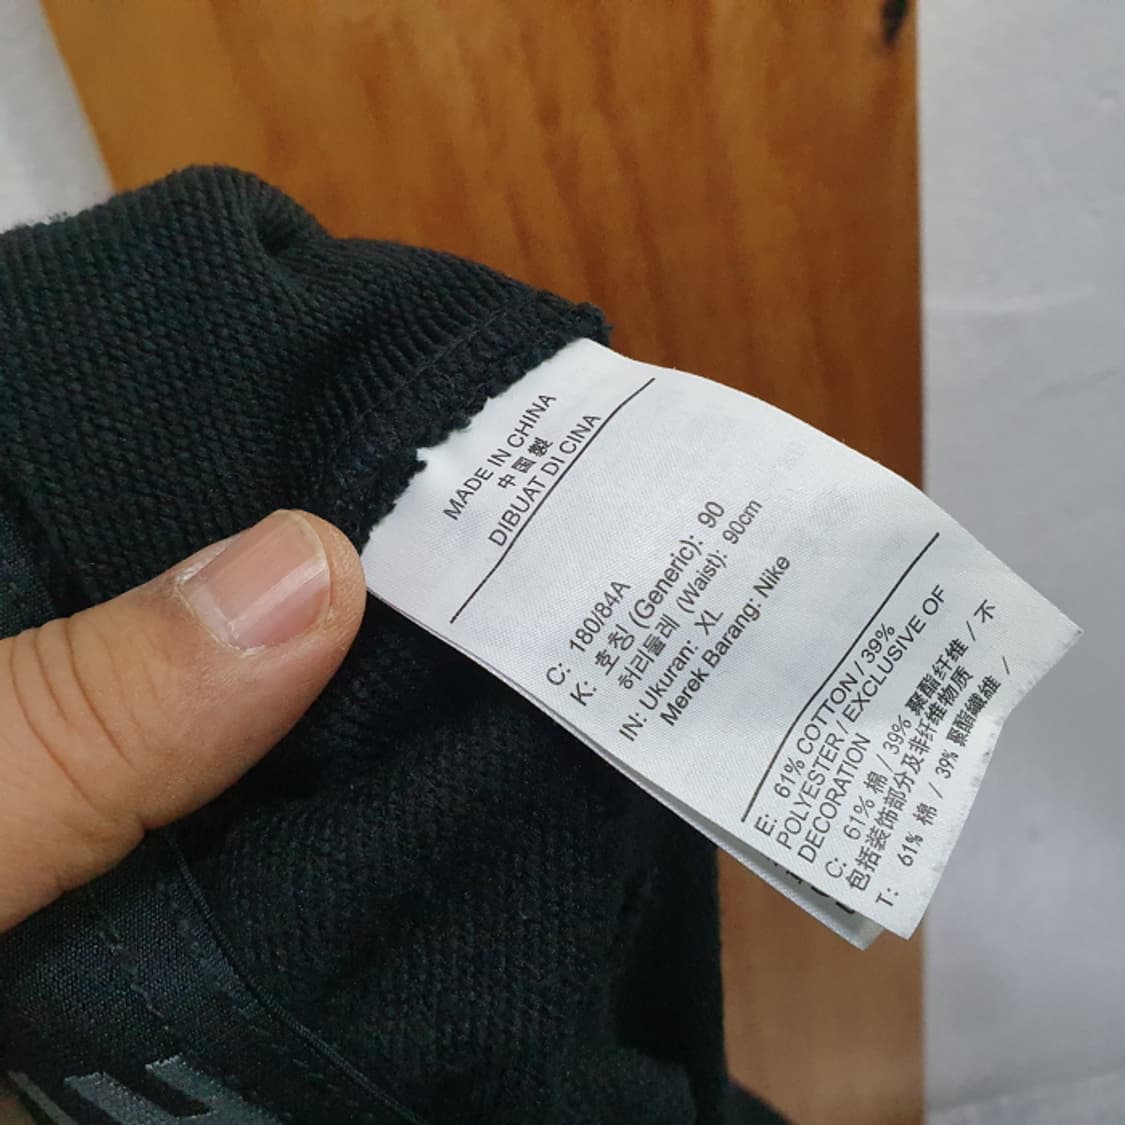 MADE IN CHINA
中国製
DIBUAT DI CINA
C: 180/84A
K: 호칭 (Generic): 90
허리둘레 (Waist): 90cm
IN: Ukuran: XL
Merek Barang: Nike
E: 61% COTTON / 39%
POLYESTER / EXCLUSIVE OF
DECORATION
C: 61% 棉 / 39% 聚酯纤维 / 不
包括装饰部分及非纤维物质
T: 61% 棉 / 39% 聚酯纖維 /